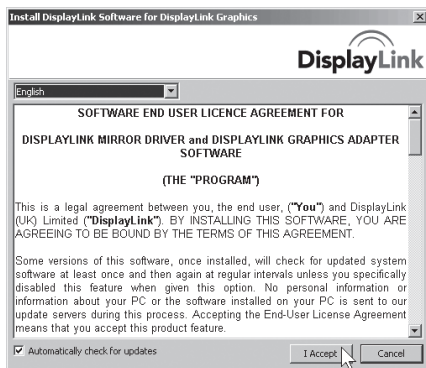 Install DisplayLink Software for DisplayLink Graphics
DisplayLink
English
SOFTWARE END USER LICENCE AGREEMENT FOR
DISPLAYLINK MIRROR DRIVER and DISPLAYLINK GRAPHICS ADAPTER
SOFTWARE
(THE "PROGRAM")
This is a legal agreement between you, the end user, ("You") and DisplayLink
(UK) Limited ("DisplayLink"). BY INSTALLING THIS SOFTWARE, YOU ARE
AGREEING TO BE BOUND BY THE TERMS OF THIS AGREEMENT.
Some versions of this software, once installed, will check for updated system
software at least once and then again at regular intervals unless you specifically
disabled this feature when given this option. No personal information or
information about your PC or the software installed on your PC is sent to our
update servers during this process. Accepting the End-User License Agreement
means that you accept this product feature.
Automatically check for updates
I Accept
Cancel